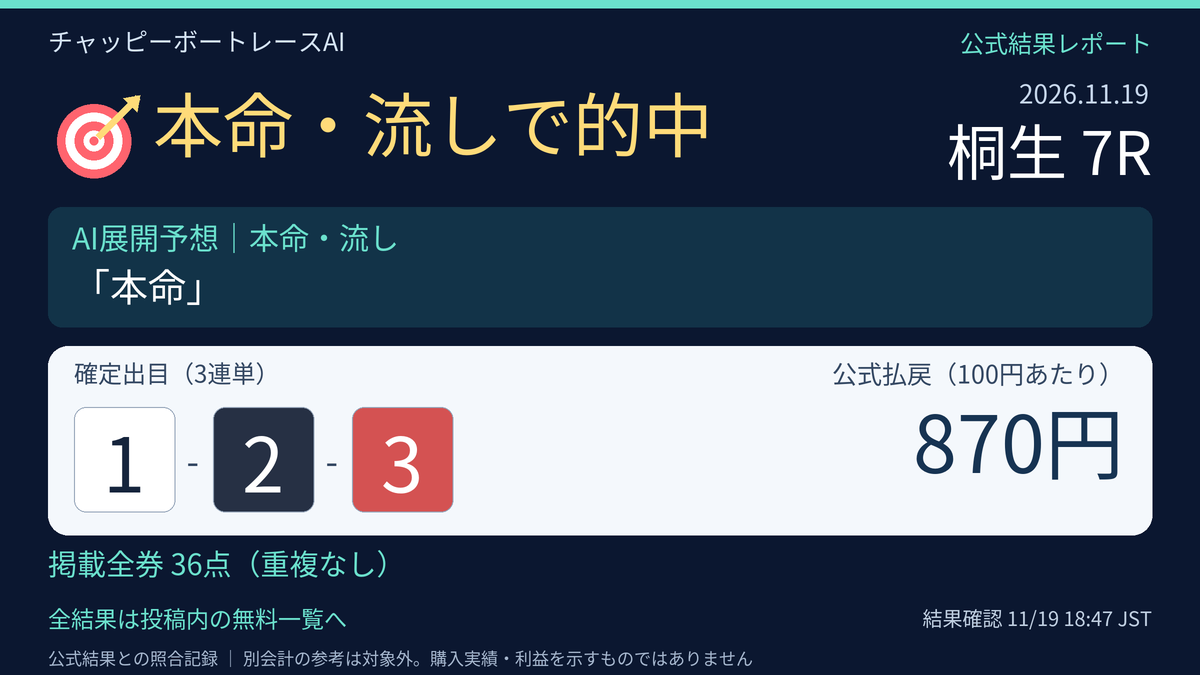 チャッピーボートレースAI
公式結果レポート
2026.11.19
本命・流しで的中
桐生 7R
AI展開予想｜本命・流し
「本命」
確定出目（3連単）
公式払戻（100円あたり）
1 - 2 - 3
870円
掲載全券 36点（重複なし）
全結果は投稿内の無料一覧へ
結果確認 11/19 18:47 JST
公式結果との照合記録｜別会計の参考は対象外。購入実績・利益を示すものではありません